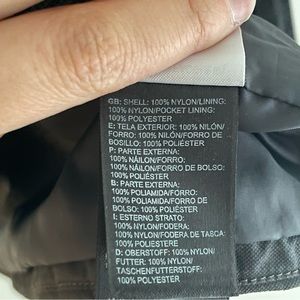 GB: SHELL: 100% NYLON/LINING:
100% NYLON/POCKET LINING:
100% POLYESTER
E: TELA EXTERIOR: 100% NILÓN/
FORRO: 100% NILÓN/FORRO DE
BOSILLO: 100% POLIÉSTER
P: PARTE EXTERNA:
100% NÁILON/FORRO:
100% NÁILON/FORRO DE BOLSO:
100% POLIÉSTER
B: PARTE EXTERNA:
100% POLIAMIDA/FORRO:
100% POLIAMIDA/FORRO DE
BOLSO: 100% POLIÉSTER
I: ESTERNO STRATO:
100% NYLON/FODERA:
100% NYLON/FODERA DE TASCA:
100% POLIESTERE
D: OBERSTOFF: 100% NYLON/
FUTTER: 100% NYLON/
TASCHENFUTTERSTOFF:
100% POLYESTER